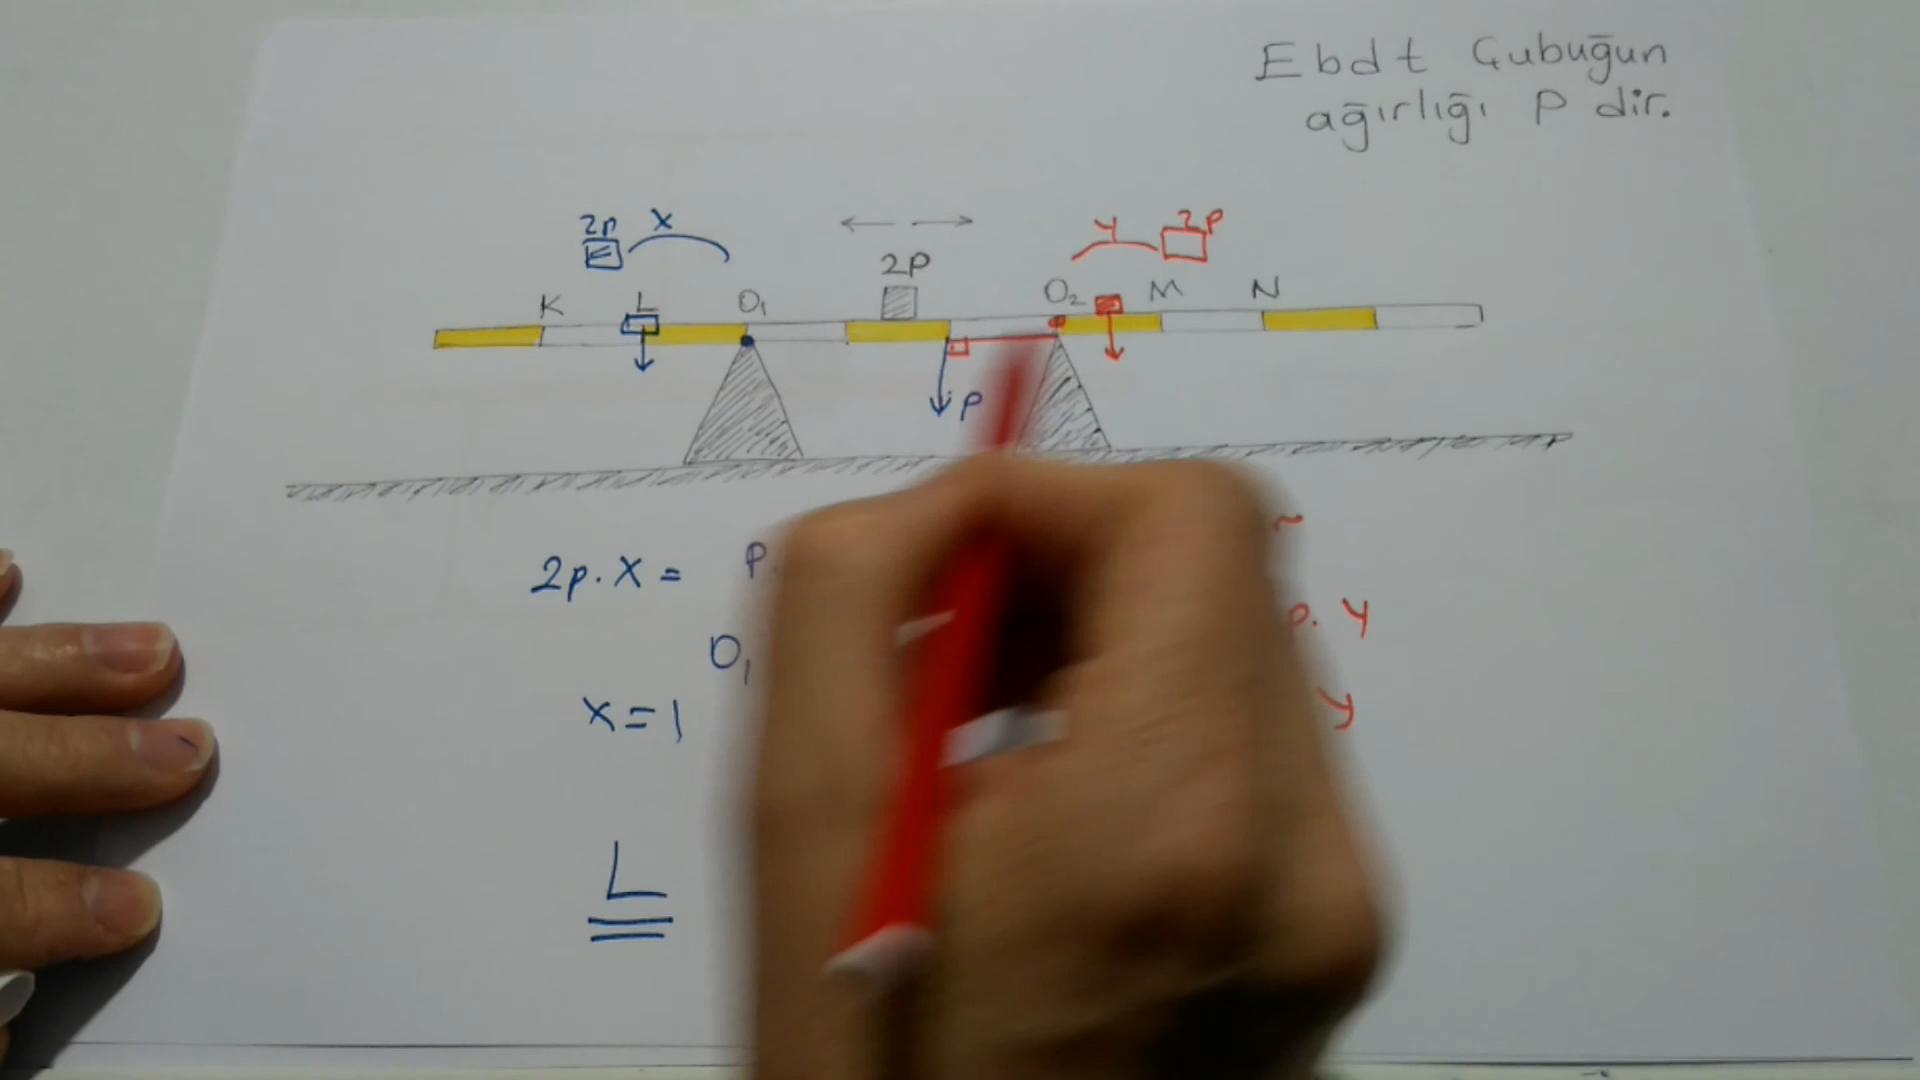 Ebdt Çubuğun
ağırlığı P dir.
2P X
y 2P
2P
K L O₁ O₂ M N
P
2p. X = P.
p. y
O₁
X = 1
y
L